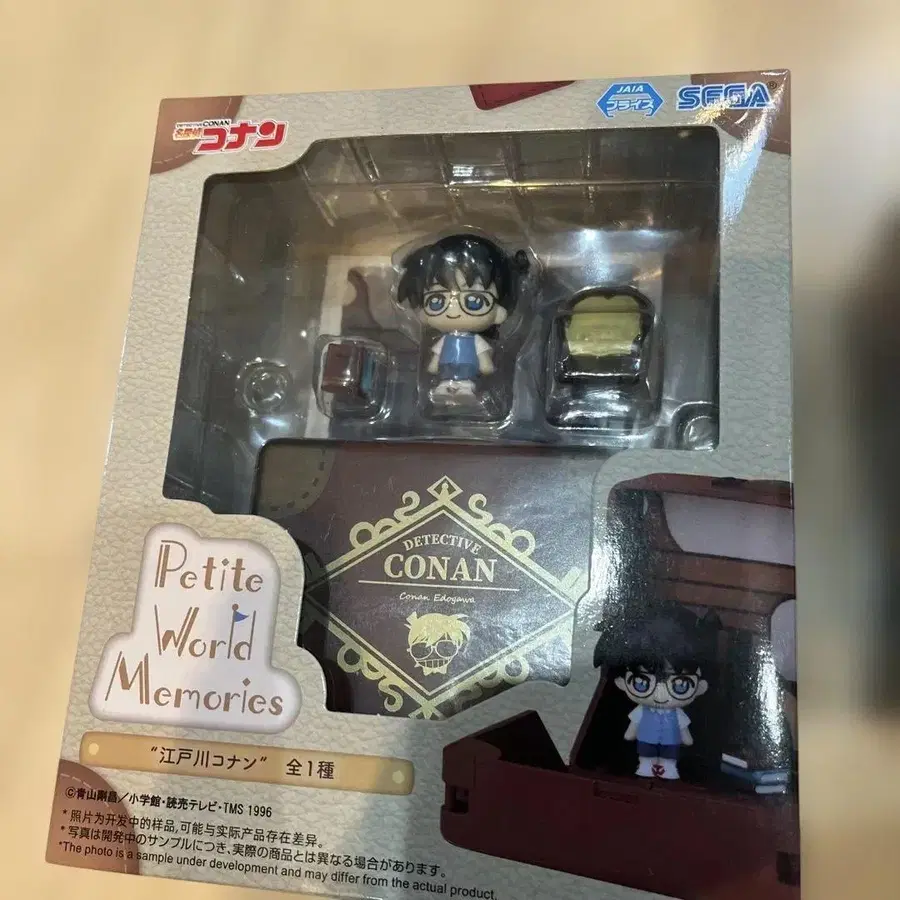 JAIA
プライズ
SEGA
DETECTIVE CONAN
名探偵
コナン
DETECTIVE
CONAN
Conan Edogawa
Petite
World
Memories
"江戸川コナン" 全1種
©青山剛昌／小学館・読売テレビ・TMS 1996
*照片为开发中的样品,可能与实际产品存在差异。
*写真は開発中のサンプルにつき、実際の商品とは異なる場合があります。
*The photo is a sample under development and may differ from the actual product.